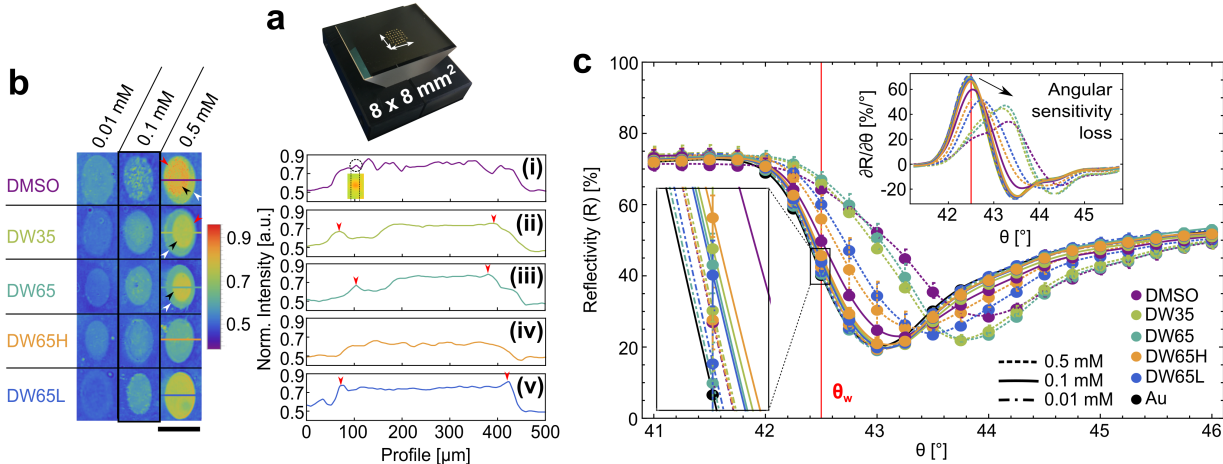 a
8 x 8 mm²
b
0.01 mM
0.1 mM
0.5 mM
DMSO
DW35
DW65
DW65H
DW65L
0.9
0.7
0.5
Norm. Intensity [a.u.]
0.9
0.7
0.5
(i)
0.9
0.7
0.5
(ii)
0.9
0.7
0.5
(iii)
0.9
0.7
0.5
(iv)
0.9
0.7
0.5
(v)
0 100 200 300 400 500
Profile [µm]
c
Reflectivity (R) [%]
100
80
60
40
20
0
41 42 43 44 45 46
θ [°]
θw
∂R/∂θ [%/°]
60
40
20
0
-20
42 43 44 45
θ [°]
Angular
sensitivity
loss
DMSO
DW35
DW65
DW65H
DW65L
Au
0.5 mM
0.1 mM
0.01 mM